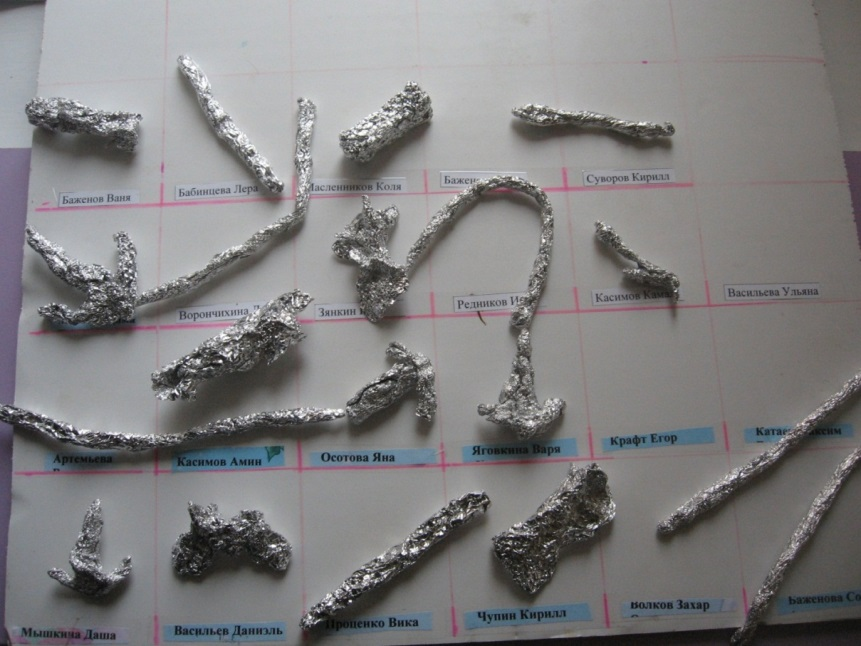 Баженов Ваня
Бабинцева Лера
Масленников Коля
Суворов Кирилл
Ворончихина
Зянкин
Редников
Касимов
Васильева Ульяна
Артемьева
Касимов Амин
Осотова Яна
Яговкина Варя
Крафт Егор
Мышкина Даша
Васильев Даниэль
Проценко Вика
Чупин Кирилл
Волков Захар
Баженова